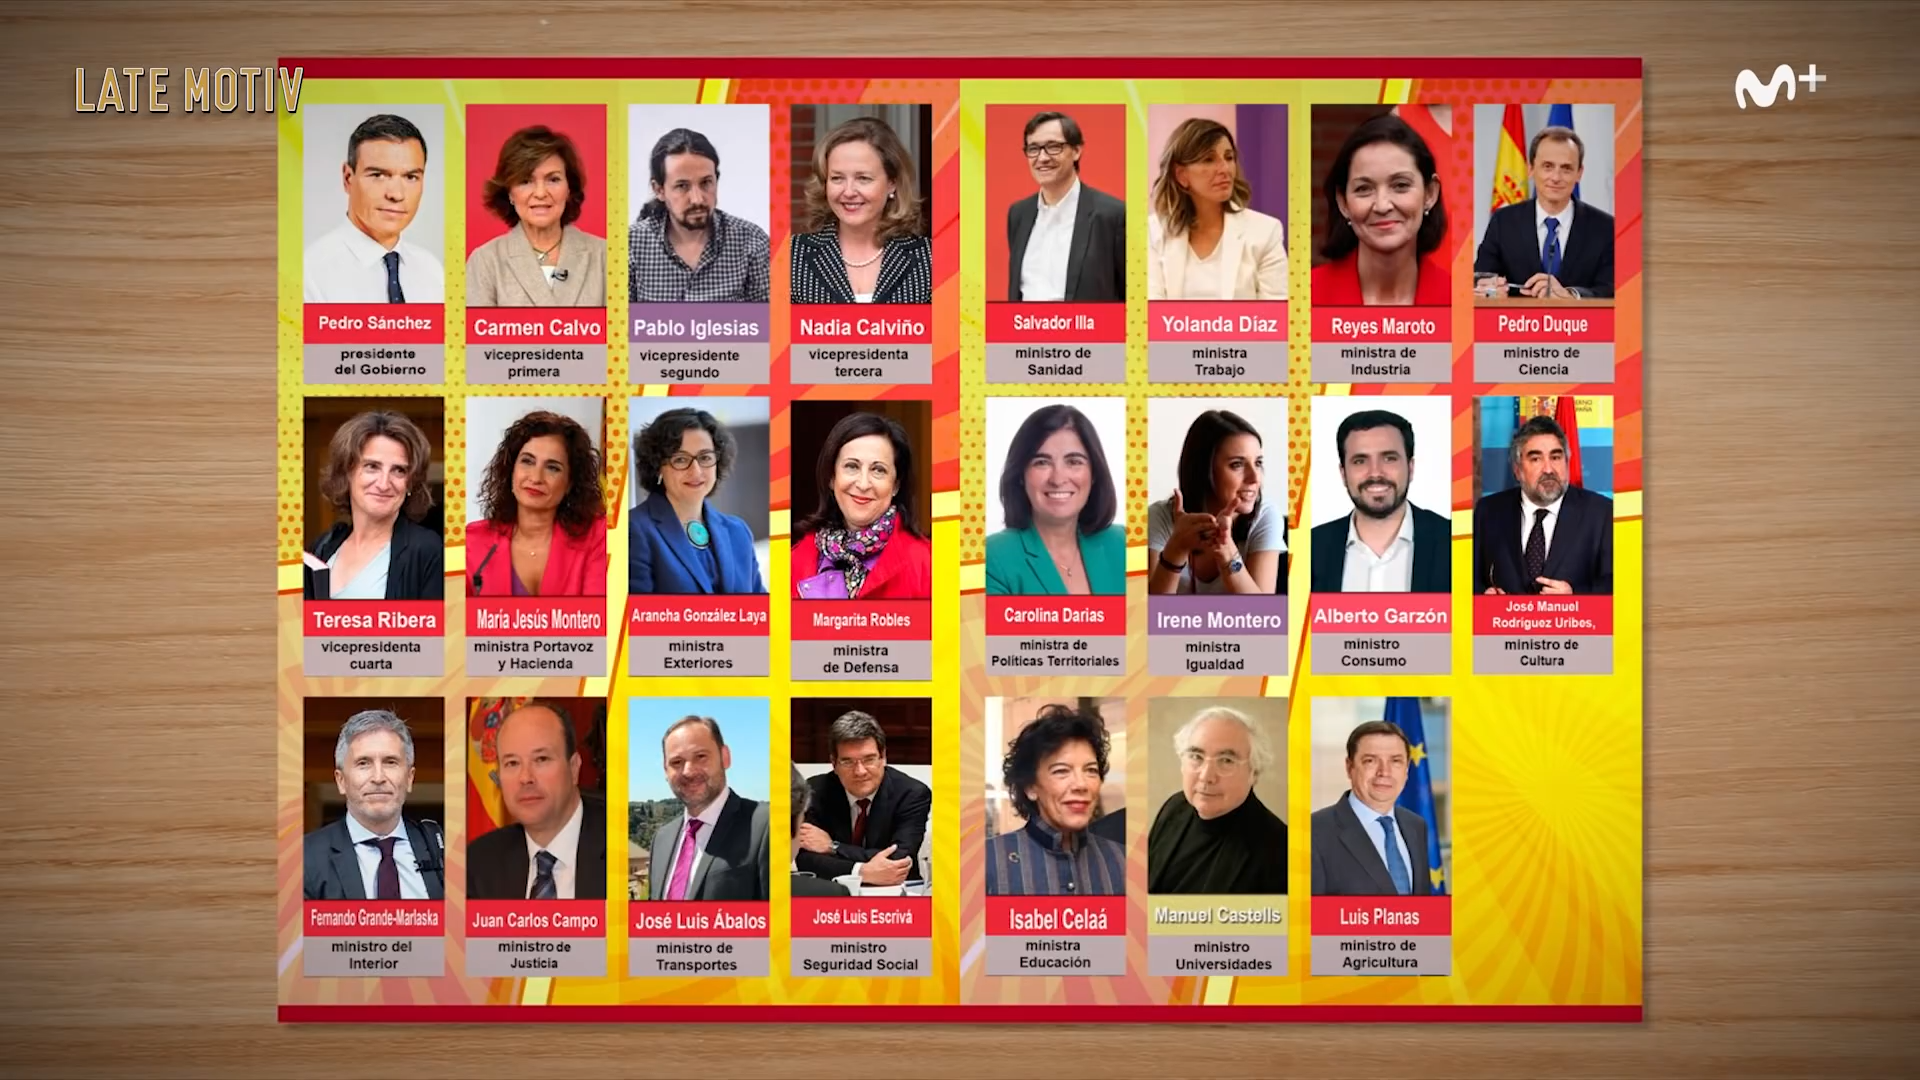 LATE MOTIV
M+
Pedro Sánchez
presidente
del Gobierno
Carmen Calvo
vicepresidenta
primera
Pablo Iglesias
vicepresidente
segundo
Nadia Calviño
vicepresidenta
tercera
Salvador Illa
ministro de
Sanidad
Yolanda Díaz
ministra
Trabajo
Reyes Maroto
ministra de
Industria
Pedro Duque
ministro de
Ciencia
Teresa Ribera
vicepresidenta
cuarta
María Jesús Montero
ministra Portavoz
y Hacienda
Arancha González Laya
ministra
Exteriores
Margarita Robles
ministra
de Defensa
Carolina Darias
ministra de
Políticas Territoriales
Irene Montero
ministra
Igualdad
Alberto Garzón
ministro
Consumo
José Manuel
Rodríguez Uribes,
ministro de
Cultura
Fernando Grande-Marlaska
ministro del
Interior
Juan Carlos Campo
ministro de
Justicia
José Luis Ábalos
ministro de
Transportes
José Luis Escrivá
ministro
Seguridad Social
Isabel Celaá
ministra
Educación
Manuel Castells
ministro
Universidades
Luis Planas
ministro de
Agricultura